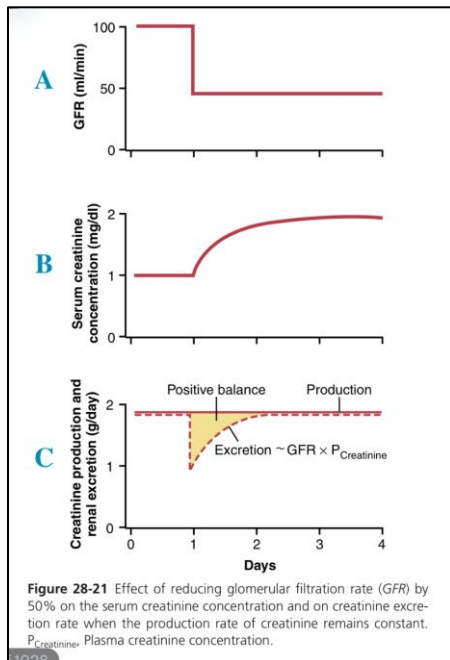 A
GFR (ml/min)
100
50
0
B
Serum creatinine
concentration (mg/dl)
2
1
0
C
Creatinine production and
renal excretion (g/day)
2
1
0
Positive balance
Production
Excretion ~ GFR × PCreatinine
0 1 2 3 4
Days
Figure 28-21 Effect of reducing glomerular filtration rate (GFR) by
50% on the serum creatinine concentration and on creatinine excre-
tion rate when the production rate of creatinine remains constant.
PCreatinine, Plasma creatinine concentration.